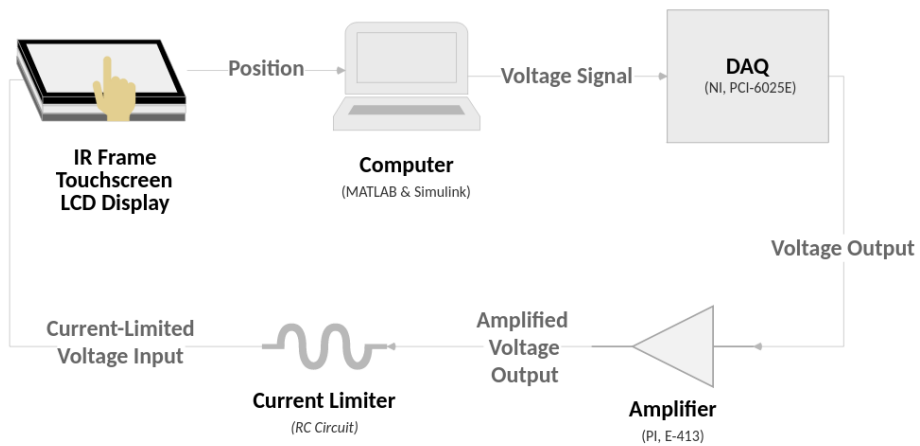 Position
Voltage Signal
DAQ
(NI, PCI-6025E)
IR Frame
Touchscreen
LCD Display
Computer
(MATLAB & Simulink)
Voltage Output
Current-Limited
Voltage Input
Amplified
Voltage
Output
Current Limiter
(RC Circuit)
Amplifier
(PI, E-413)